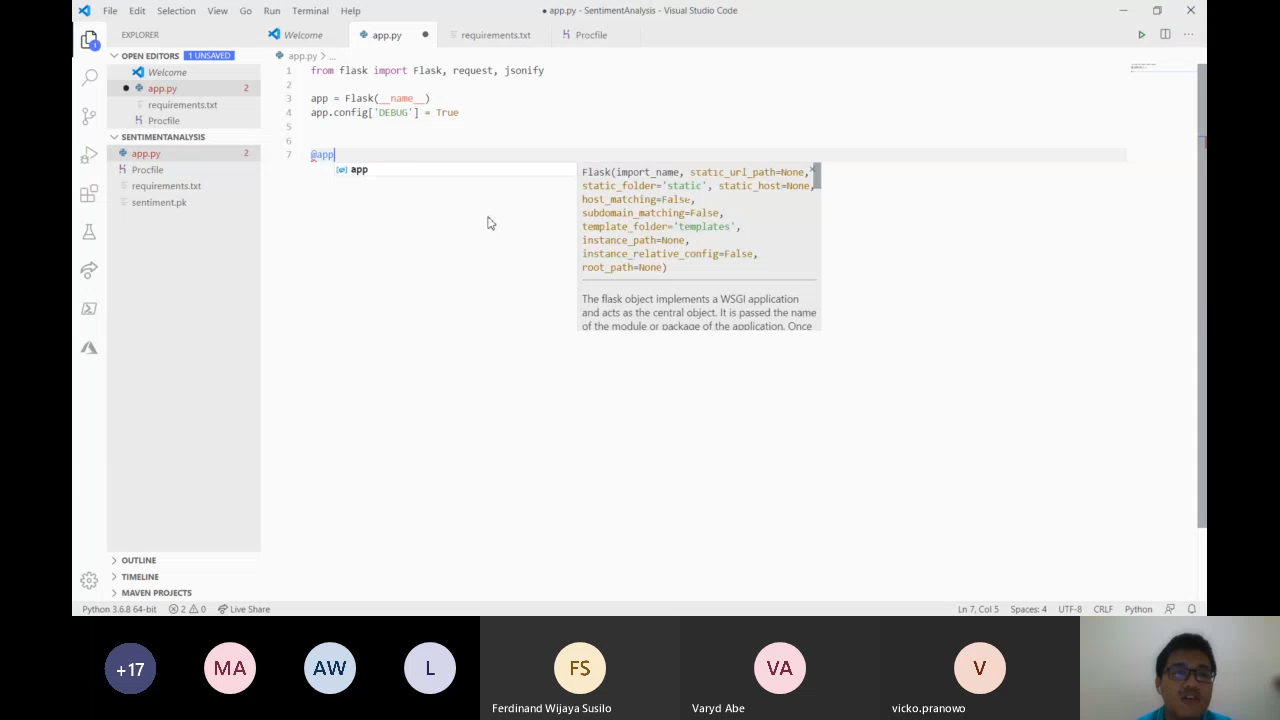 File Edit Selection View Go Run Terminal Help
● app.py - SentimentAnalysis - Visual Studio Code
EXPLORER
Welcome
app.py
requirements.txt
Procfile
OPEN EDITORS 1 UNSAVED
Welcome
app.py 2
requirements.txt
Procfile
SENTIMENTANALYSIS
app.py 2
Procfile
requirements.txt
sentiment.pk
app.py > ...
1 from flask import Flask, request, jsonify
2
3 app = Flask(__name__)
4 app.config['DEBUG'] = True
5
6
7 @app
app
Flask(import_name, static_url_path=None,
static_folder='static', static_host=None,
host_matching=False,
subdomain_matching=False,
template_folder='templates',
instance_path=None,
instance_relative_config=False,
root_path=None)
The flask object implements a WSGI application
and acts as the central object. It is passed the name
of the module or package of the application. Once
OUTLINE
TIMELINE
MAVEN PROJECTS
Python 3.6.8 64-bit 2 0 Live Share
Ln 7, Col 5 Spaces: 4 UTF-8 CRLF Python
1
+17 MA AW L FS VA V
Ferdinand Wijaya Susilo Varyd Abe vicko.pranowo